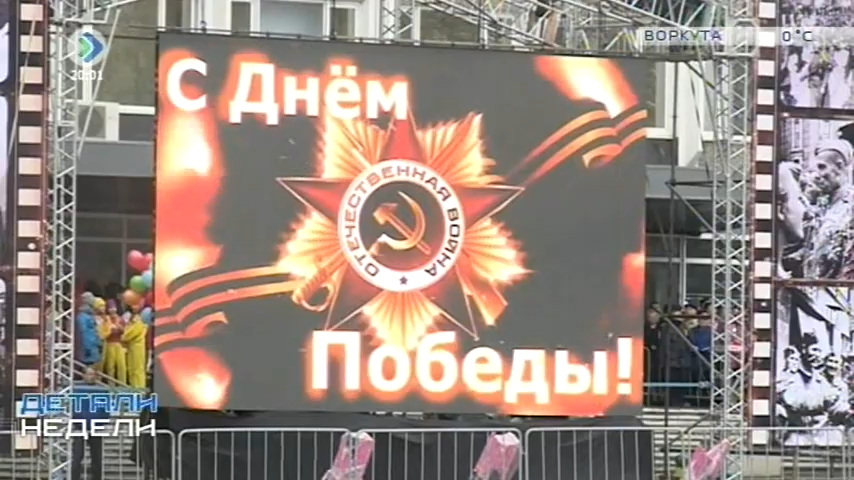 ВОРКУТА 0°C
20:01
С Днём
ОТЕЧЕСТВЕННАЯ ВОЙНА
Победы!
ДЕТАЛИ
НЕДЕЛИ